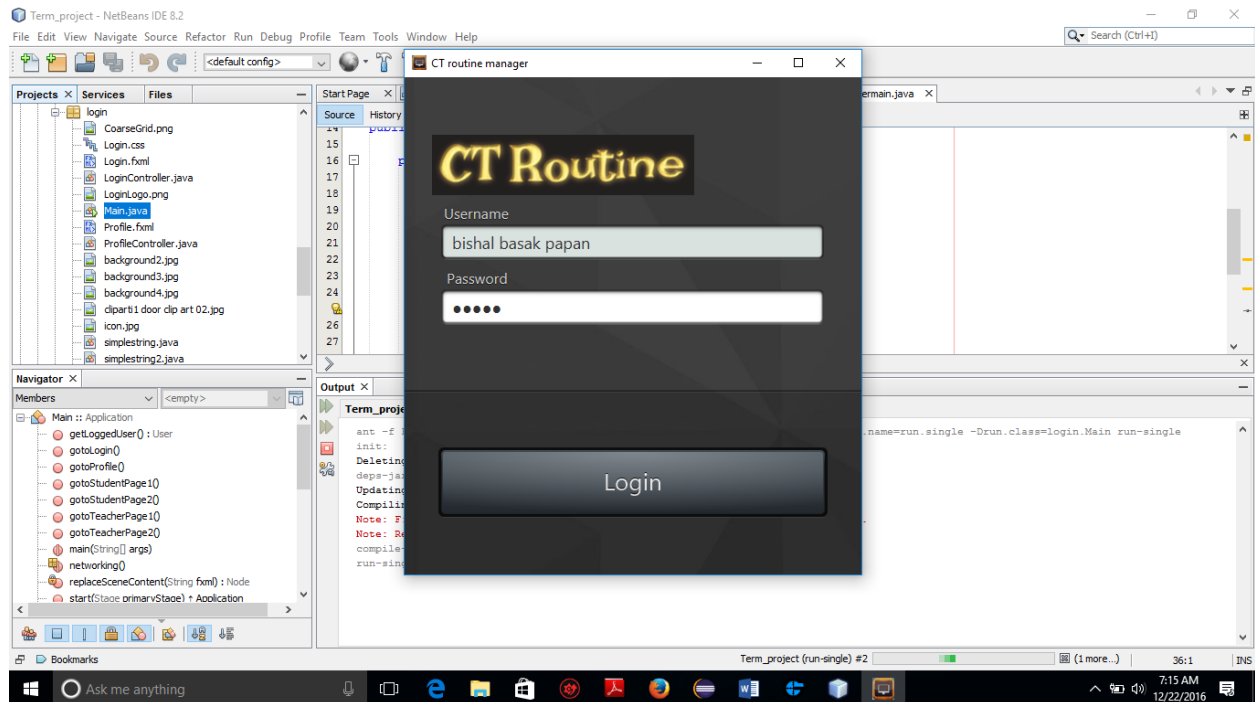 Term_project - NetBeans IDE 8.2
File Edit View Navigate Source Refactor Run Debug Profile Team Tools Window Help
Search (Ctrl+I)
<default config>
CT routine manager
Projects Services Files
login
CoarseGrid.png
Login.css
Login.fxml
LoginController.java
LoginLogo.png
Main.java
Profile.fxml
ProfileController.java
background2.jpg
background3.jpg
background4.jpg
cliparti1 door clip art 02.jpg
icon.jpg
simplestring.java
simplestring2.java
Start Page
ermain.java
Source History
14 publi
15
16
17
18
19
20
21
22
23
24
26
27
CT Routine
Username
bishal basak papan
Password
●●●●●
Login
Navigator
Members <empty>
Main :: Application
getLoggedUser() : User
gotoLogin()
gotoProfile()
gotoStudentPage1()
gotoStudentPage2()
gotoTeacherPage1()
gotoTeacherPage2()
main(String[] args)
networking()
replaceSceneContent(String fxml) : Node
start(Stage primaryStage) ↑ Application
Output
Term_proje
ant -f
.name=run.single -Drun.class=login.Main run-single
init:
Deleting
deps-jar
Updating
Compilin
Note: F
Note: Re
compile-
run-sing
Bookmarks
Term_project (run-single) #2
(1 more...)
36:1
INS
Ask me anything
7:15 AM
12/22/2016